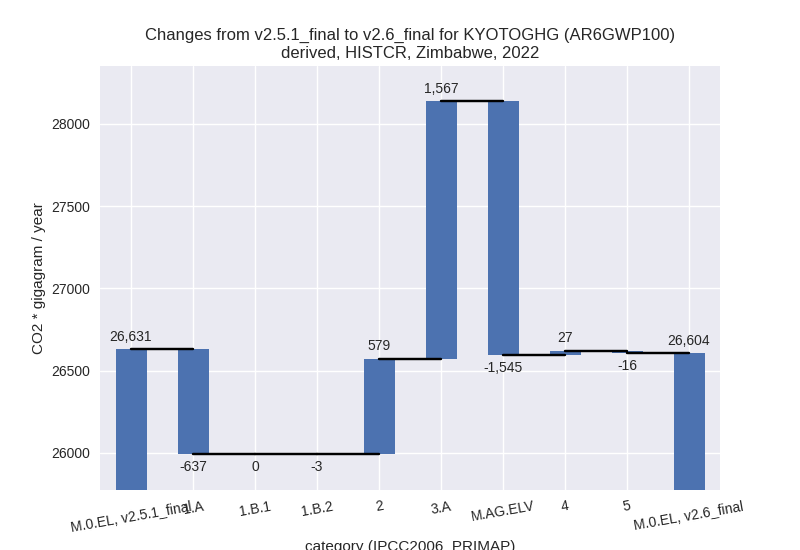 Changes from v2.5.1_final to v2.6_final for KYOTOGHG (AR6GWP100)
derived, HISTCR, Zimbabwe, 2022
CO2 * gigagram / year
28000
27500
27000
26500
26000
26,631
-637
0
-3
579
1,567
-1,545
27
-16
26,604
M.0.EL, v2.5.1_final
1.A
1.B.1
1.B.2
2
3.A
M.AG.ELV
4
5
M.0.EL, v2.6_final
category (IPCC2006_PRIMAP)